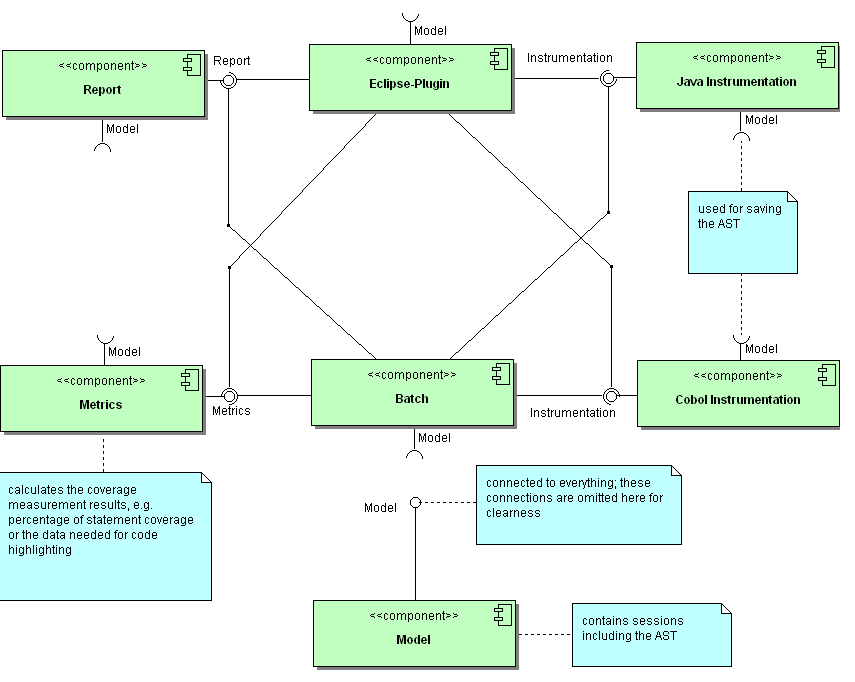 Model
Report
Instrumentation
<<component>>
Report
<<component>>
Eclipse-Plugin
<<component>>
Java Instrumentation
Model
Model
used for saving
the AST
Model
Model
<<component>>
Metrics
Metrics
<<component>>
Batch
Instrumentation
<<component>>
Cobol Instrumentation
Model
calculates the coverage
measurement results, e.g.
percentage of statement coverage
or the data needed for code
highlighting
Model
connected to everything; these
connections are omitted here for
clearness
<<component>>
Model
contains sessions
including the AST